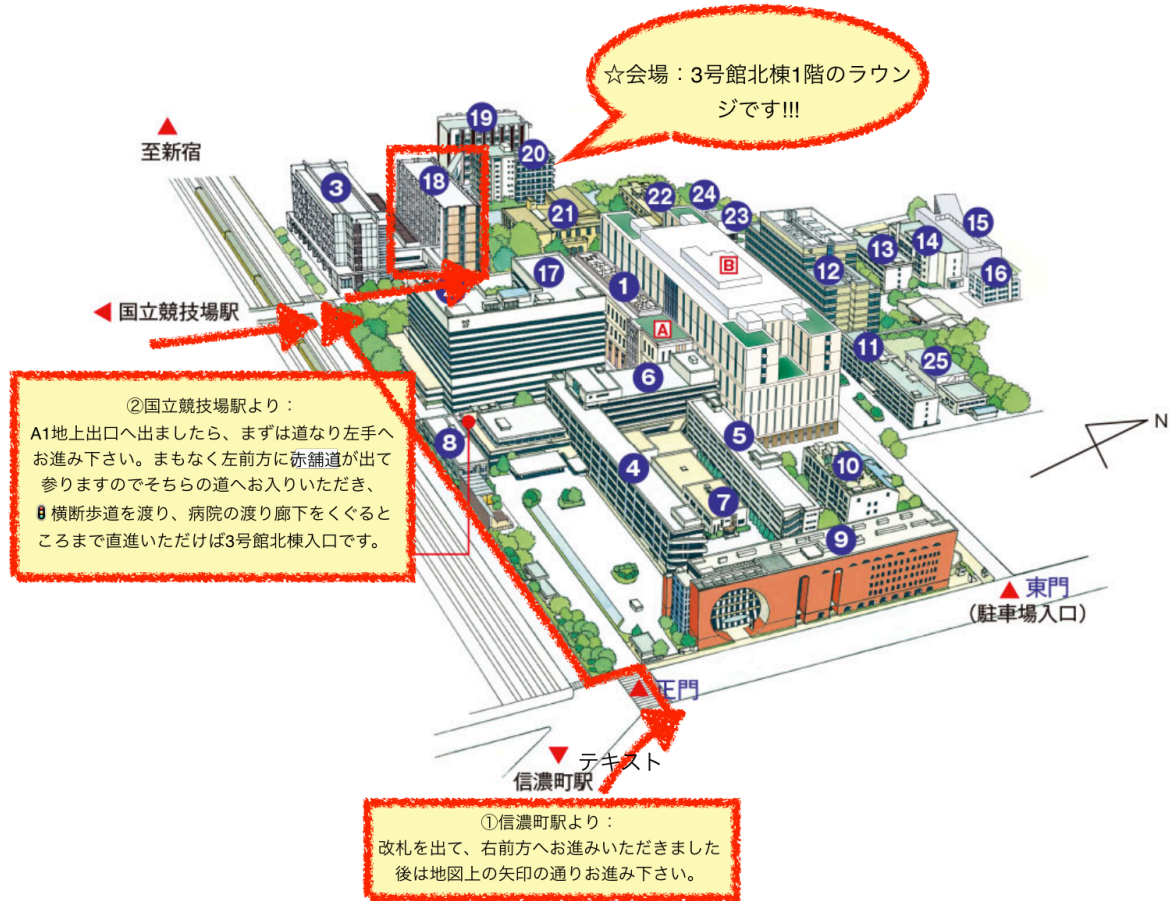 ☆会場：3号館北棟1階のラウン
ジです!!!
至新宿
19
20
3
18
21
22
24
23
15
14
13
16
12
B
17
1
A
国立競技場駅
11
25
6
②国立競技場駅より：
A1地上出口へ出ましたら、まずは道なり左手へ
お進み下さい。まもなく左前方に赤舗道が出て
参りますのでそちらの道へお入りいただき、
横断歩道を渡り、病院の渡り廊下をくぐると
ころまで直進いただけば3号館北棟入口です。
8
4
5
7
10
9
N
東門
(駐車場入口)
正門
テキスト
信濃町駅
①信濃町駅より：
改札を出て、右前方へお進みいただきました
後は地図上の矢印の通りお進み下さい。